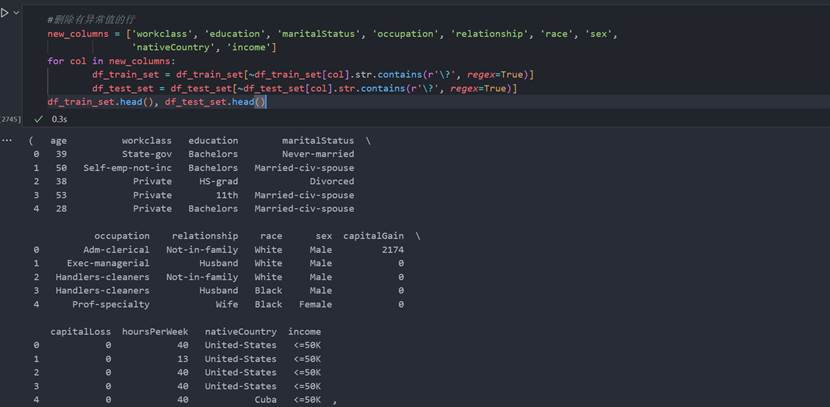 #删除有异常值的行
new_columns = ['workclass', 'education', 'maritalStatus', 'occupation', 'relationship', 'race', 'sex',
'nativeCountry', 'income']
for col in new_columns:
df_train_set = df_train_set[~df_train_set[col].str.contains(r'\?', regex=True)]
df_test_set = df_test_set[~df_test_set[col].str.contains(r'\?', regex=True)]
df_train_set.head(), df_test_set.head()
[2745] ✓ 0.3s
... ( age workclass education maritalStatus \
0 39 State-gov Bachelors Never-married
1 50 Self-emp-not-inc Bachelors Married-civ-spouse
2 38 Private HS-grad Divorced
3 53 Private 11th Married-civ-spouse
4 28 Private Bachelors Married-civ-spouse
occupation relationship race sex capitalGain \
0 Adm-clerical Not-in-family White Male 2174
1 Exec-managerial Husband White Male 0
2 Handlers-cleaners Not-in-family White Male 0
3 Handlers-cleaners Husband Black Male 0
4 Prof-specialty Wife Black Female 0
capitalLoss hoursPerWeek nativeCountry income
0 0 40 United-States <=50K
1 0 13 United-States <=50K
2 0 40 United-States <=50K
3 0 40 United-States <=50K
4 0 40 Cuba <=50K ,